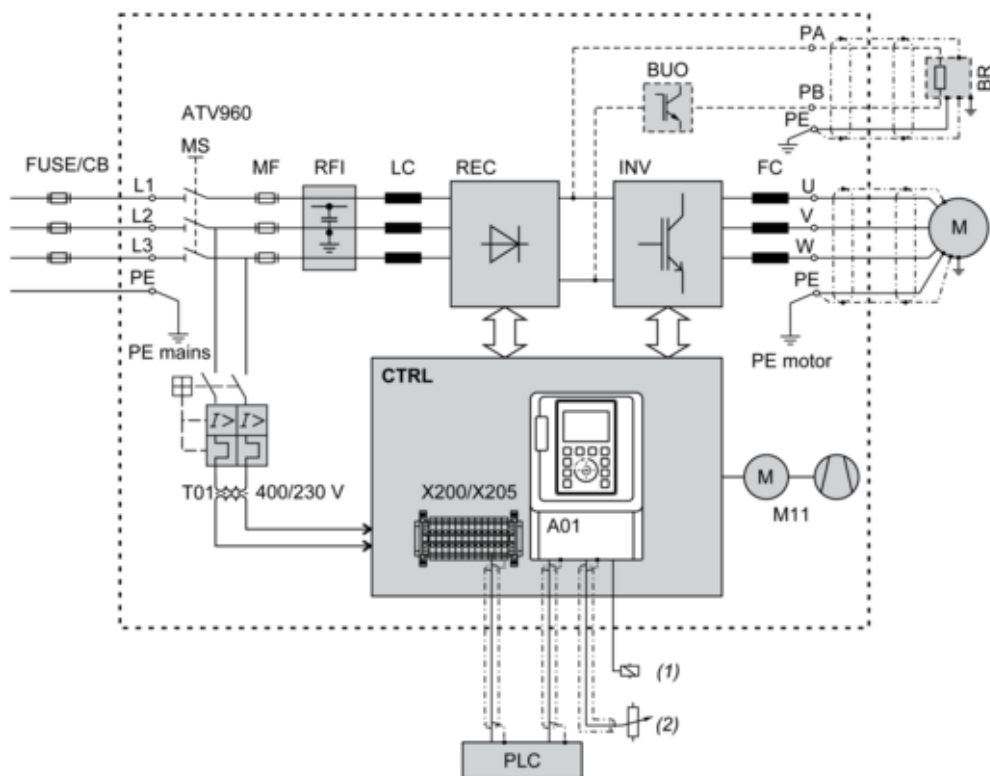 PA
BUO
BR
ATV960
PB
MS
PE
FUSE/CB
MF
RFI
LC
REC
INV
FC
L1
U
L2
V
M
L3
W
PE
PE
PE mains
PE motor
CTRL
I>
I>
T01
400/230 V
X200/X205
M
A01
M11
(1)
(2)
PLC